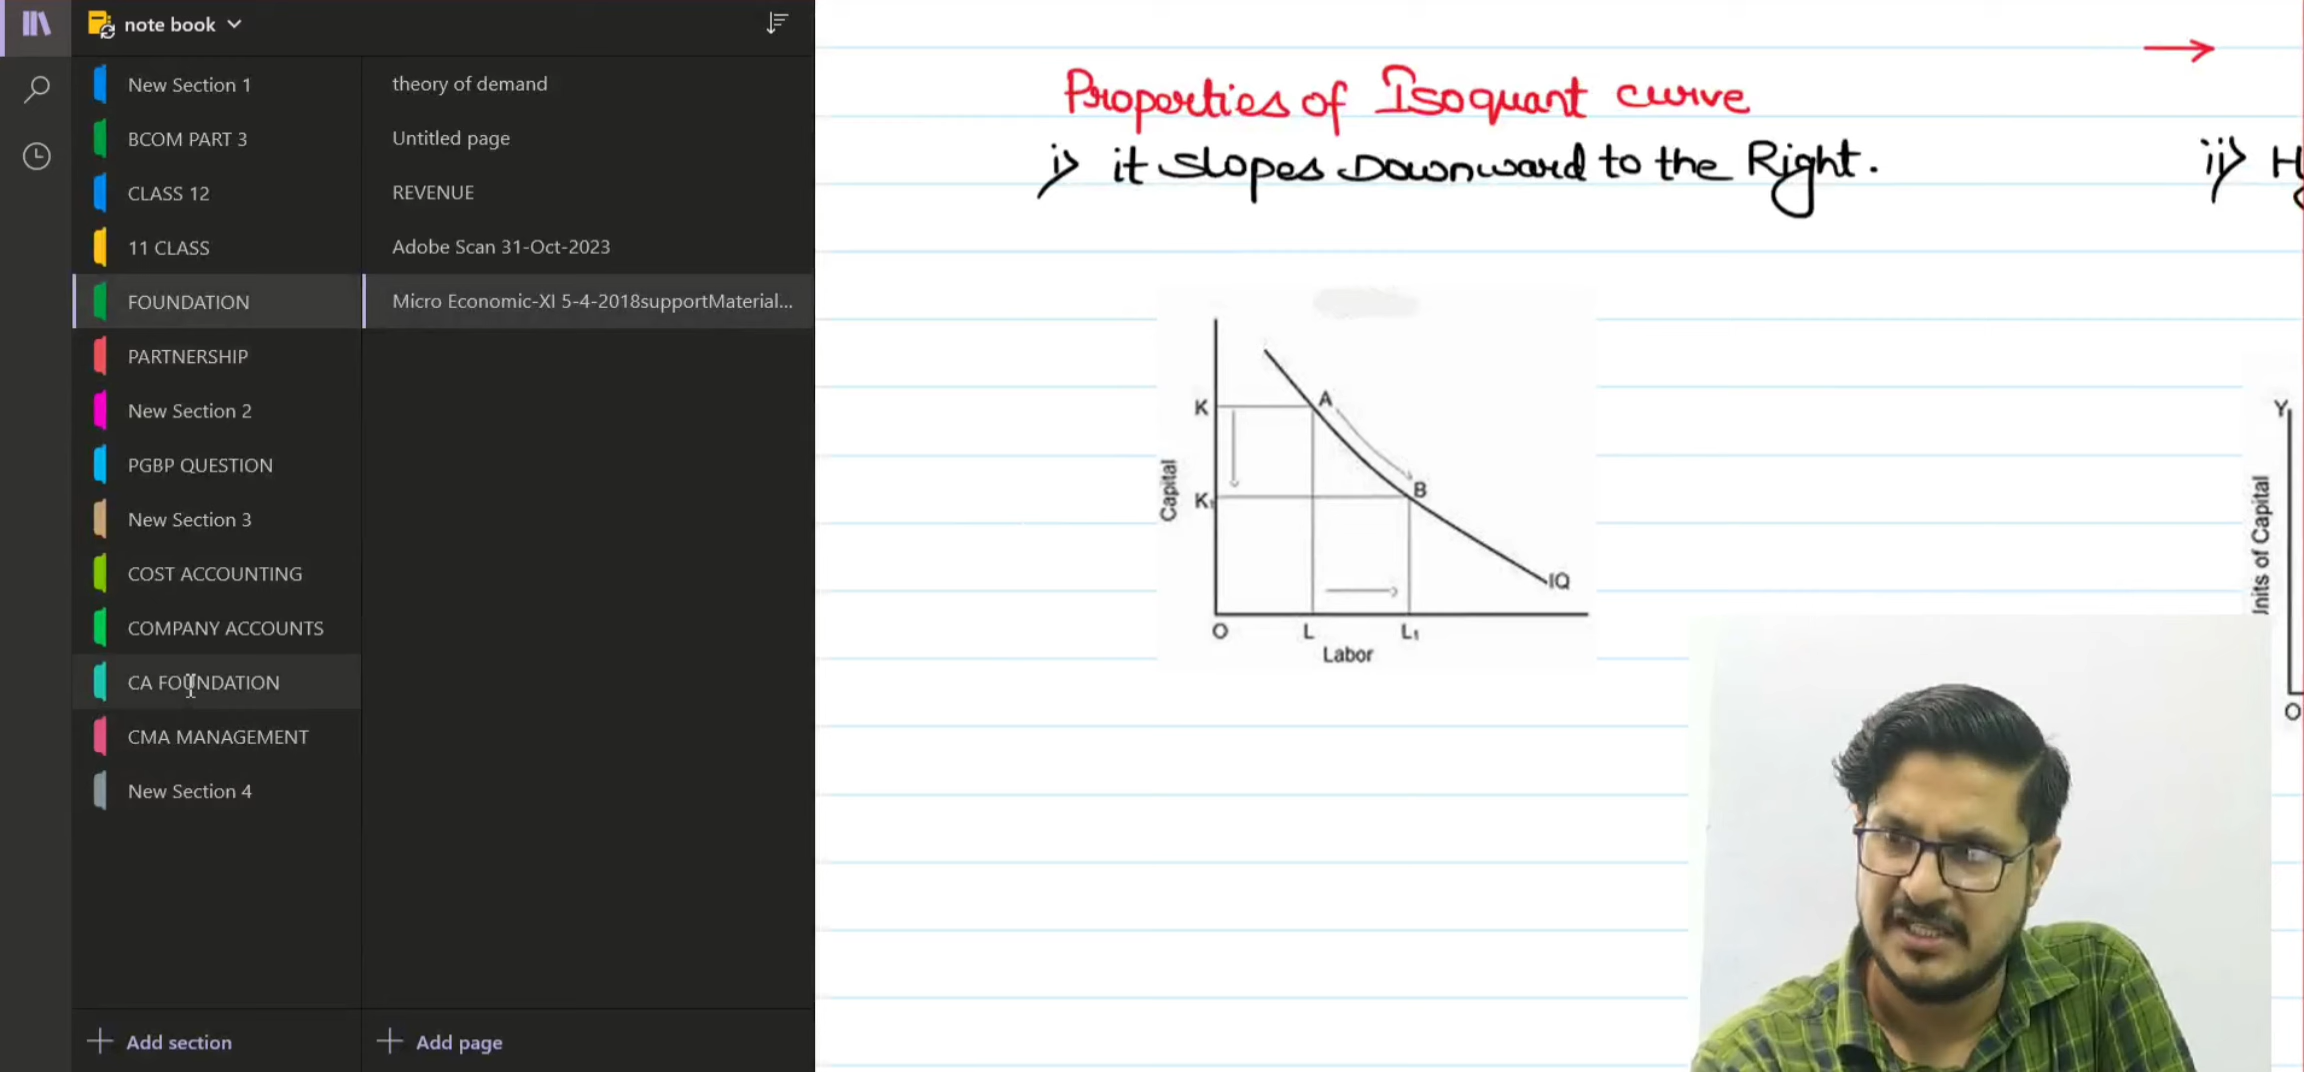 note book
New Section 1
BCOM PART 3
CLASS 12
11 CLASS
FOUNDATION
PARTNERSHIP
New Section 2
PGBP QUESTION
New Section 3
COST ACCOUNTING
COMPANY ACCOUNTS
CA FOUNDATION
CMA MANAGEMENT
New Section 4
Add section
theory of demand
Untitled page
REVENUE
Adobe Scan 31-Oct-2023
Micro Economic-XI 5-4-2018supportMaterial...
Add page
Properties of Isoquant curve
i) it slopes Downward to the Right.
K
A
K₁
B
Capital
IQ
O
L
L₁
Labor
ii) H
Y
Units of Capital
O